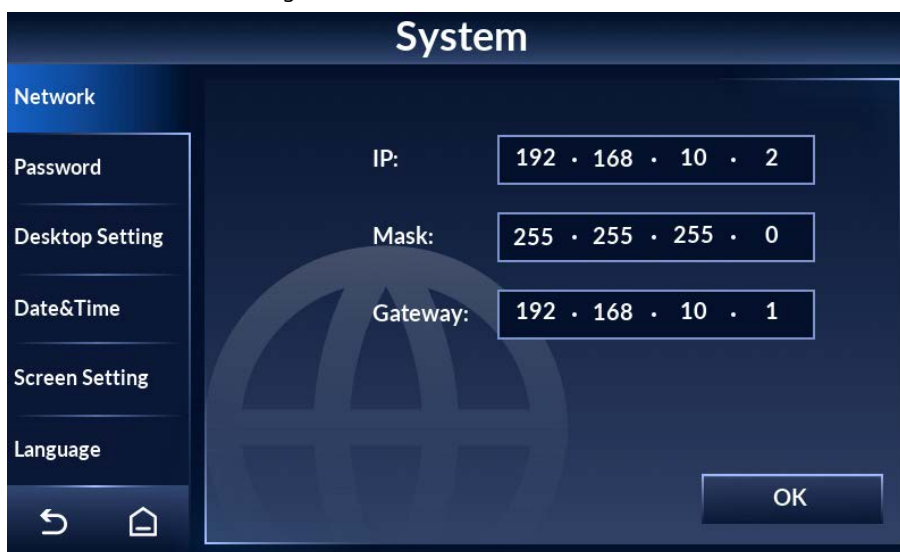 System
Network
Password
Desktop Setting
Date&Time
Screen Setting
Language
IP: 192 . 168 . 10 . 2
Mask: 255 . 255 . 255 . 0
Gateway: 192 . 168 . 10 . 1
OK